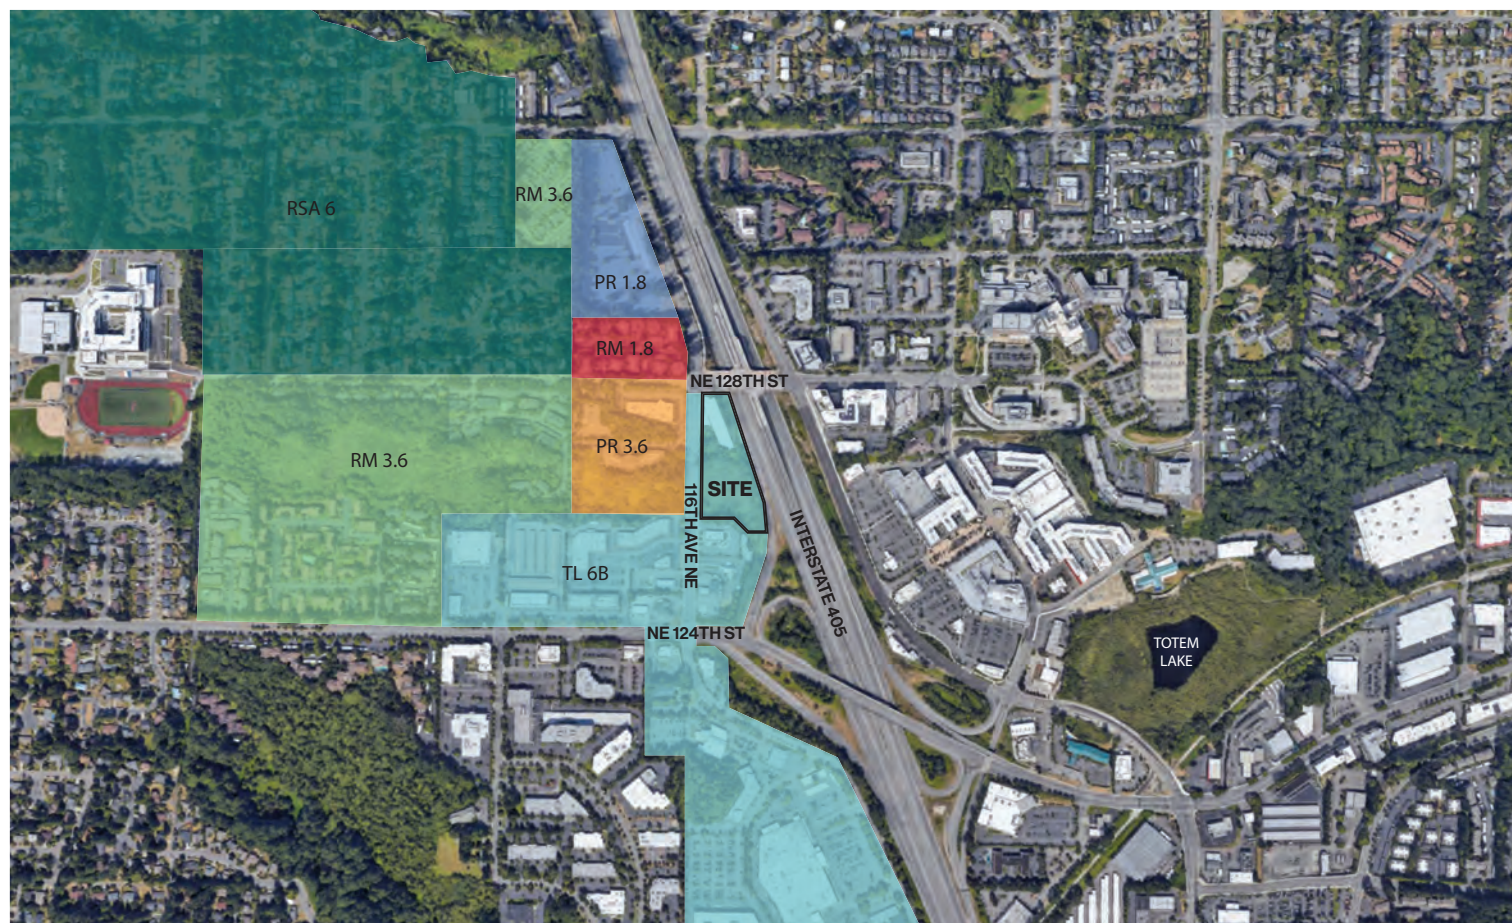 RSA 6
RM 3.6
PR 1.8
RM 1.8
NE 128TH ST
PR 3.6
RM 3.6
SITE
116TH AVE NE
INTERSTATE 405
TL 6B
NE 124TH ST
TOTEM
LAKE